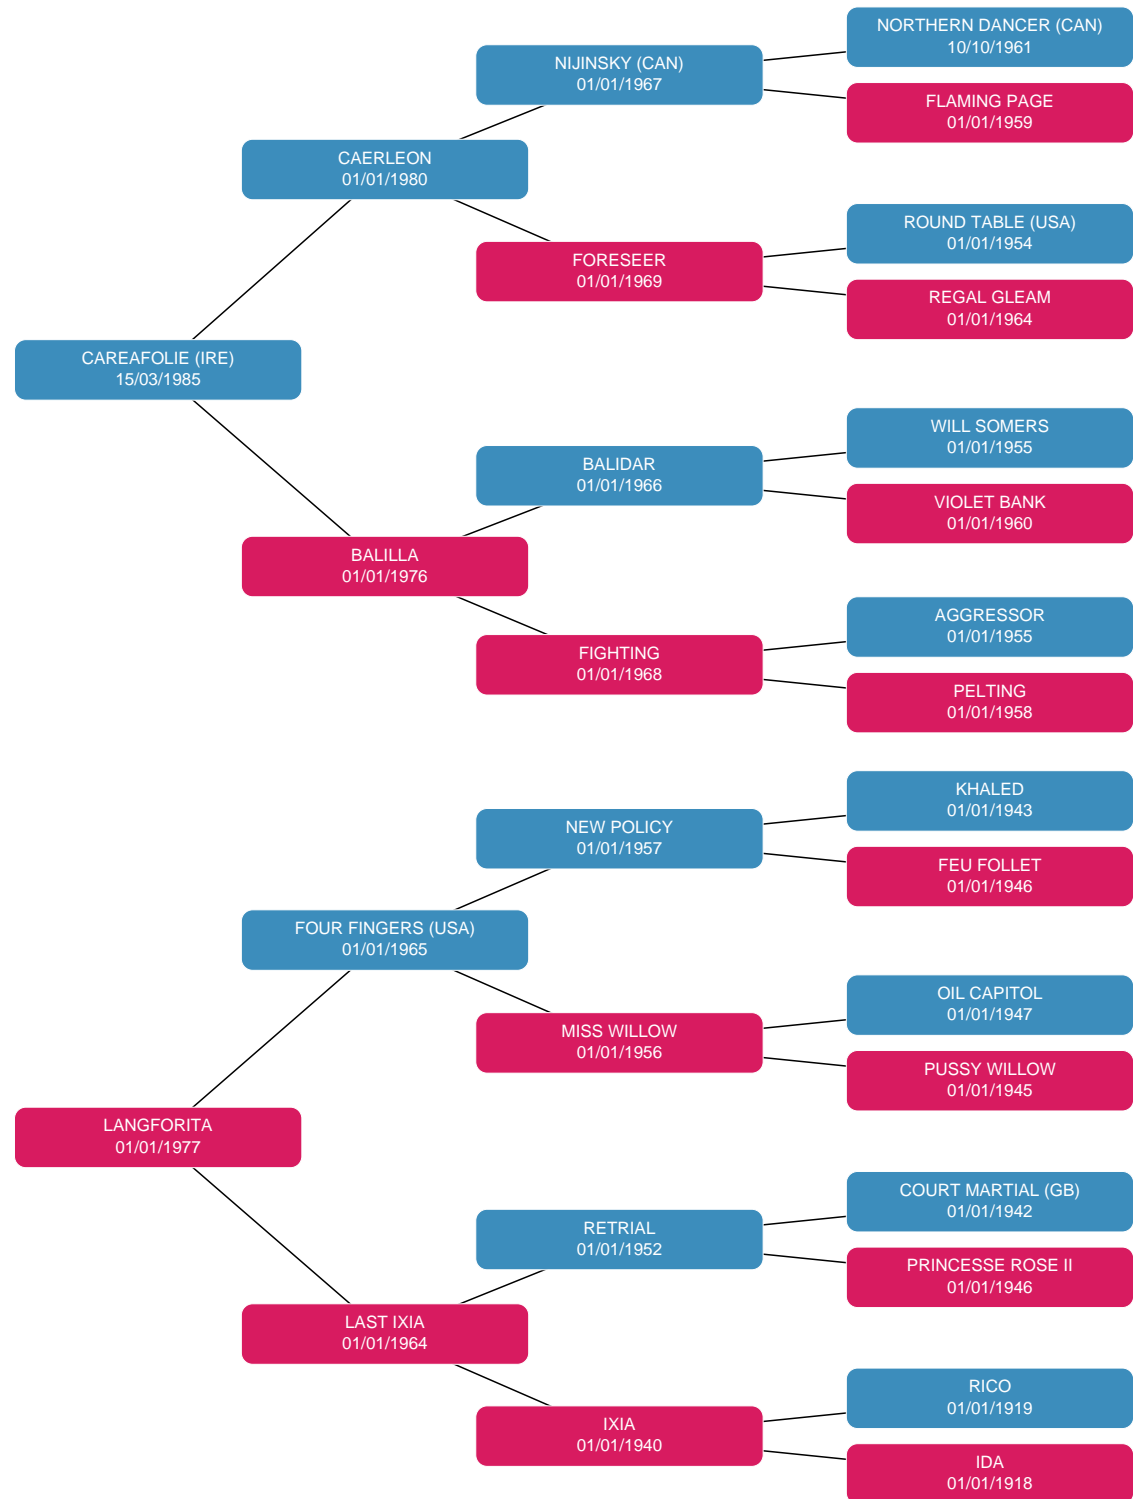 NORTHERN DANCER (CAN)
10/10/1961
NIJINSKY (CAN)
01/01/1967
FLAMING PAGE
01/01/1959
CAERLEON
01/01/1980
ROUND TABLE (USA)
01/01/1954
FORESEER
01/01/1969
REGAL GLEAM
01/01/1964
CAREAFOLIE (IRE)
15/03/1985
WILL SOMERS
01/01/1955
BALIDAR
01/01/1966
VIOLET BANK
01/01/1960
BALILLA
01/01/1976
AGGRESSOR
01/01/1955
FIGHTING
01/01/1968
PELTING
01/01/1958
KHALED
01/01/1943
NEW POLICY
01/01/1957
FEU FOLLET
01/01/1946
FOUR FINGERS (USA)
01/01/1965
OIL CAPITOL
01/01/1947
MISS WILLOW
01/01/1956
PUSSY WILLOW
01/01/1945
LANGFORITA
01/01/1977
COURT MARTIAL (GB)
01/01/1942
RETRIAL
01/01/1952
PRINCESSE ROSE II
01/01/1946
LAST IXIA
01/01/1964
RICO
01/01/1919
IXIA
01/01/1940
IDA
01/01/1918